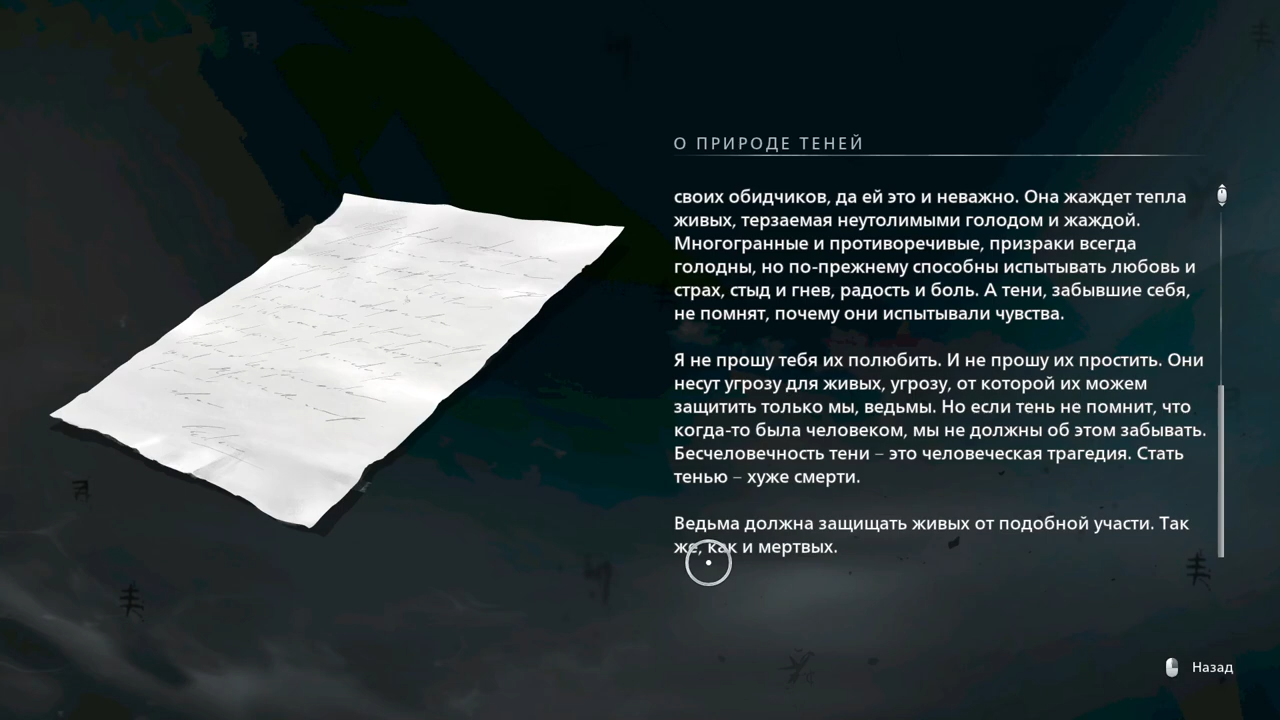 О ПРИРОДЕ ТЕНЕЙ
своих обидчиков, да ей это и неважно. Она жаждет тепла
живых, терзаемая неутолимыми голодом и жаждой.
Многогранные и противоречивые, призраки всегда
голодны, но по-прежнему способны испытывать любовь и
страх, стыд и гнев, радость и боль. А тени, забывшие себя,
не помнят, почему они испытывали чувства.
Я не прошу тебя их полюбить. И не прошу их простить. Они
несут угрозу для живых, угрозу, от которой их можем
защитить только мы, ведьмы. Но если тень не помнит, что
когда-то была человеком, мы не должны об этом забывать.
Бесчеловечность тени – это человеческая трагедия. Стать
тенью – хуже смерти.
Ведьма должна защищать живых от подобной участи. Так
же, как и мертвых.
Назад